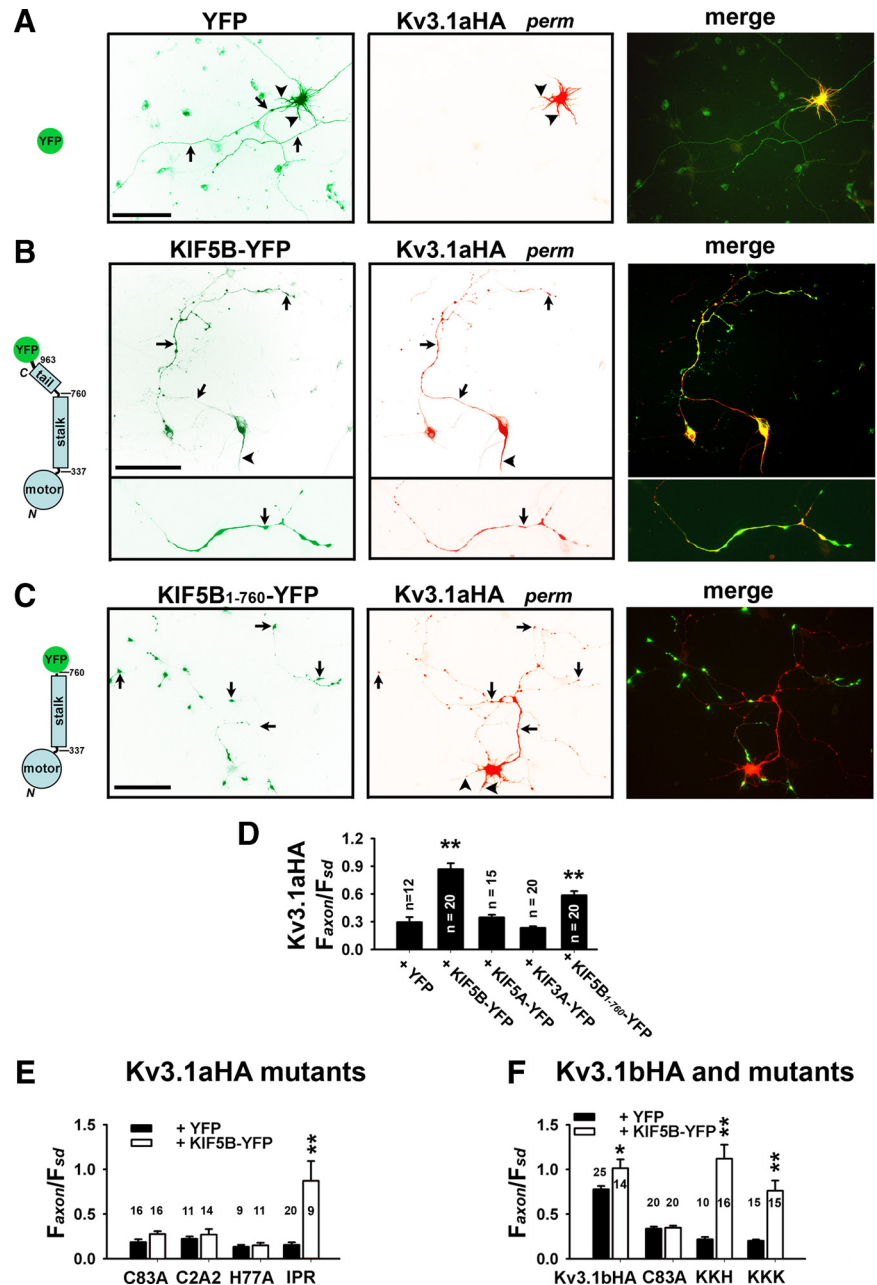 A
YFP
Kv3.1aHA perm
merge
YFP
B
KIF5B-YFP
Kv3.1aHA perm
merge
YFP
963
C
tail
760
stalk
337
motor
N
C
KIF5B1-760-YFP
Kv3.1aHA perm
merge
YFP
760
stalk
337
motor
N
D
Kv3.1aHA
Faxon/Fsd
1.2
0.9
0.6
0.3
0.0
n=12
**
n = 20
n = 15
n = 20
**
n = 20
+ YFP
+ KIF5B-YFP
+ KIF5A-YFP
+ KIF3A-YFP
+ KIF5B1-760-YFP
E
Kv3.1aHA mutants
Faxon/Fsd
1.5
1.0
0.5
0.0
+ YFP
+ KIF5B-YFP
16 16
11 14
9 11
20 9
**
C83A C2A2 H77A IPR
F
Kv3.1bHA and mutants
Faxon/Fsd
1.5
1.0
0.5
0.0
+ YFP
+ KIF5B-YFP
25 14
*
20 20
10 16
**
15 15
**
Kv3.1bHA C83A KKH KKK